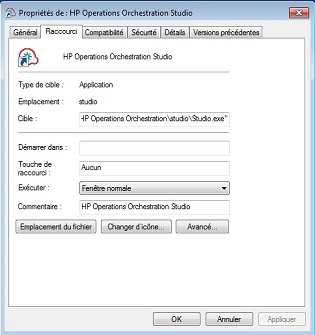 Propriétés de : HP Operations Orchestration Studio
Général Raccourci Compatibilité Sécurité Détails Versions précédentes
HP Operations Orchestration Studio
Type de cible : Application
Emplacement : studio
Cible : HP Operations Orchestration\studio\Studio.exe"
Démarrer dans :
Touche de
raccourci : Aucun
Exécuter : Fenêtre normale
Commentaire : HP Operations Orchestration Studio
Emplacement du fichier Changer d'icône... Avancé...
OK Annuler Appliquer